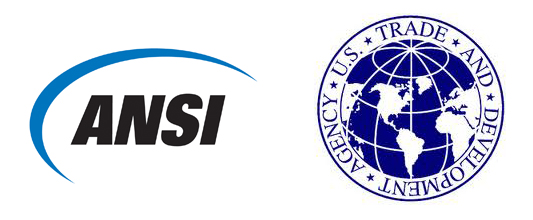 ANSI
U.S. ★ TRADE ★ AND ★ DEVELOPMENT ★ AGENCY ★